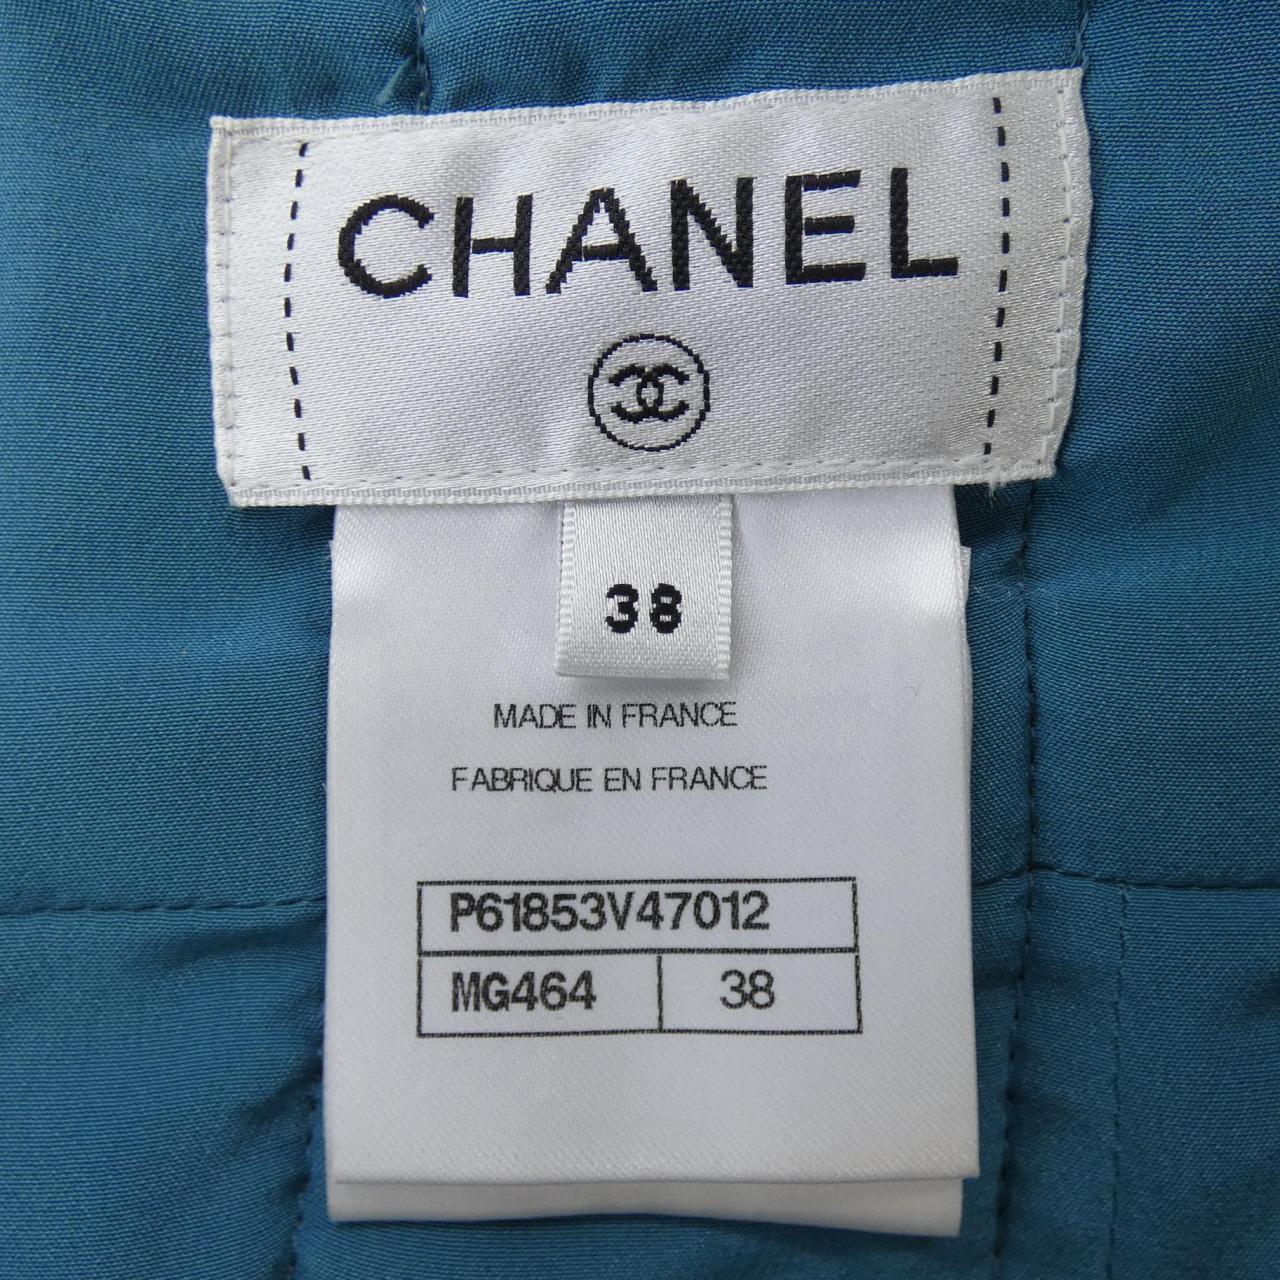 CHANEL
38
MADE IN FRANCE
FABRIQUE EN FRANCE
P61853V47012
MG464 38